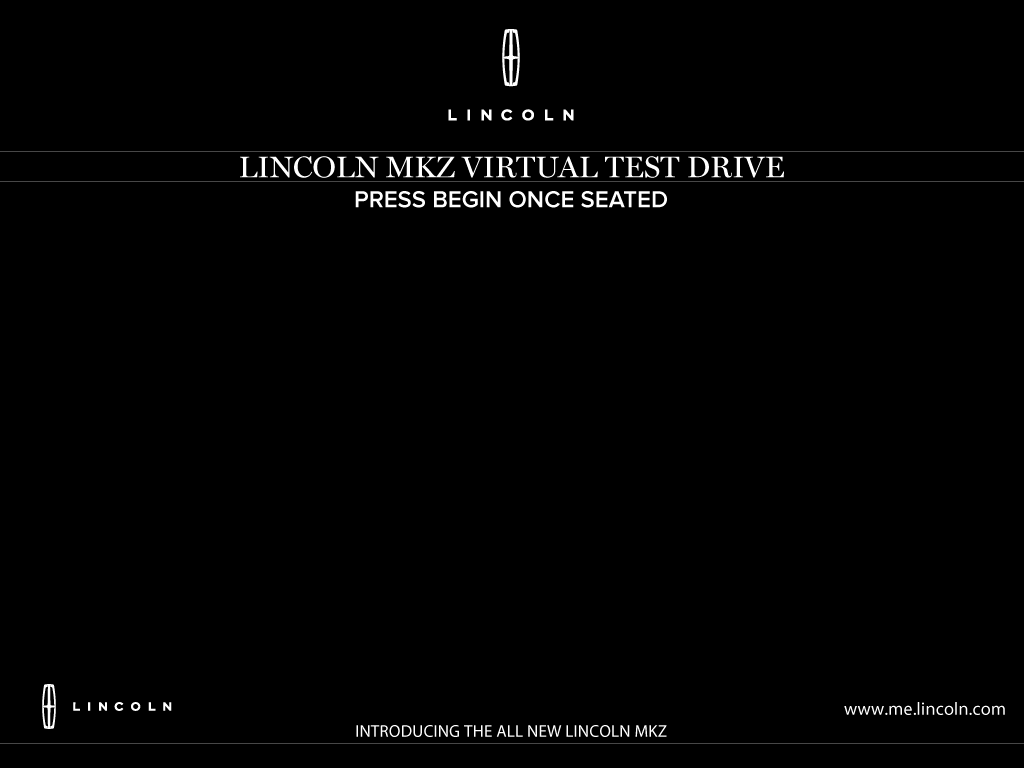 LINCOLN
LINCOLN MKZ VIRTUAL TEST DRIVE
PRESS BEGIN ONCE SEATED
LINCOLN
www.me.lincoln.com
INTRODUCING THE ALL NEW LINCOLN MKZ